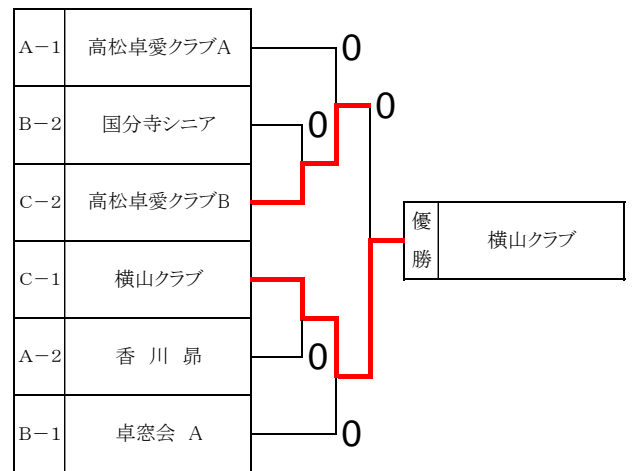 A-1 高松卓愛クラブA 0
0
B-2 国分寺シニア 0
C-2 高松卓愛クラブB
優勝 横山クラブ
C-1 横山クラブ
A-2 香川昴 0
B-1 卓窓会 A 0